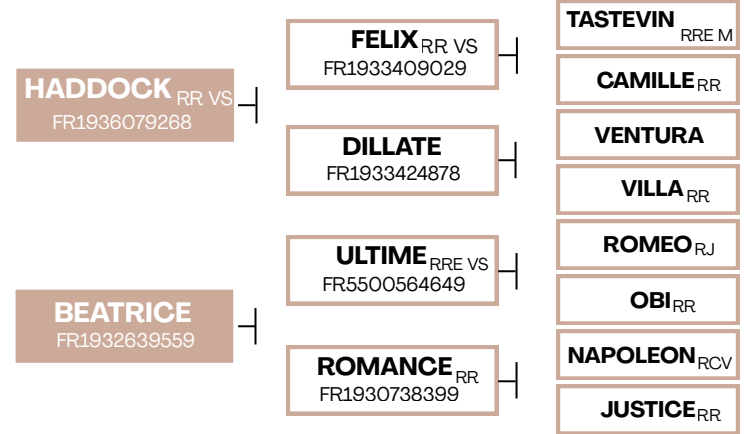 HADDOCK RR VS
FR1936079268
FELIX RR VS
FR1933409029
TASTEVIN RRE M
CAMILLE RR
DILLATE
FR1933424878
VENTURA
VILLA RR
BEATRICE
FR1932639559
ULTIME RRE VS
FR5500564649
ROMEO RJ
OBI RR
ROMANCE RR
FR1930738399
NAPOLEON RCV
JUSTICE RR